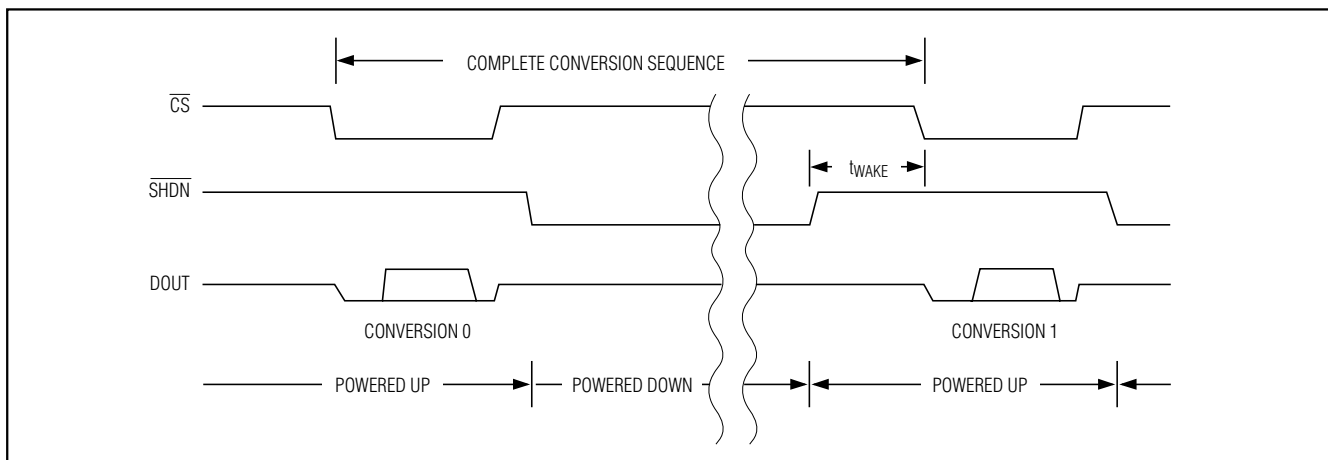 COMPLETE CONVERSION SEQUENCE
CS
tWAKE
SHDN
DOUT
CONVERSION 0
CONVERSION 1
POWERED UP
POWERED DOWN
POWERED UP